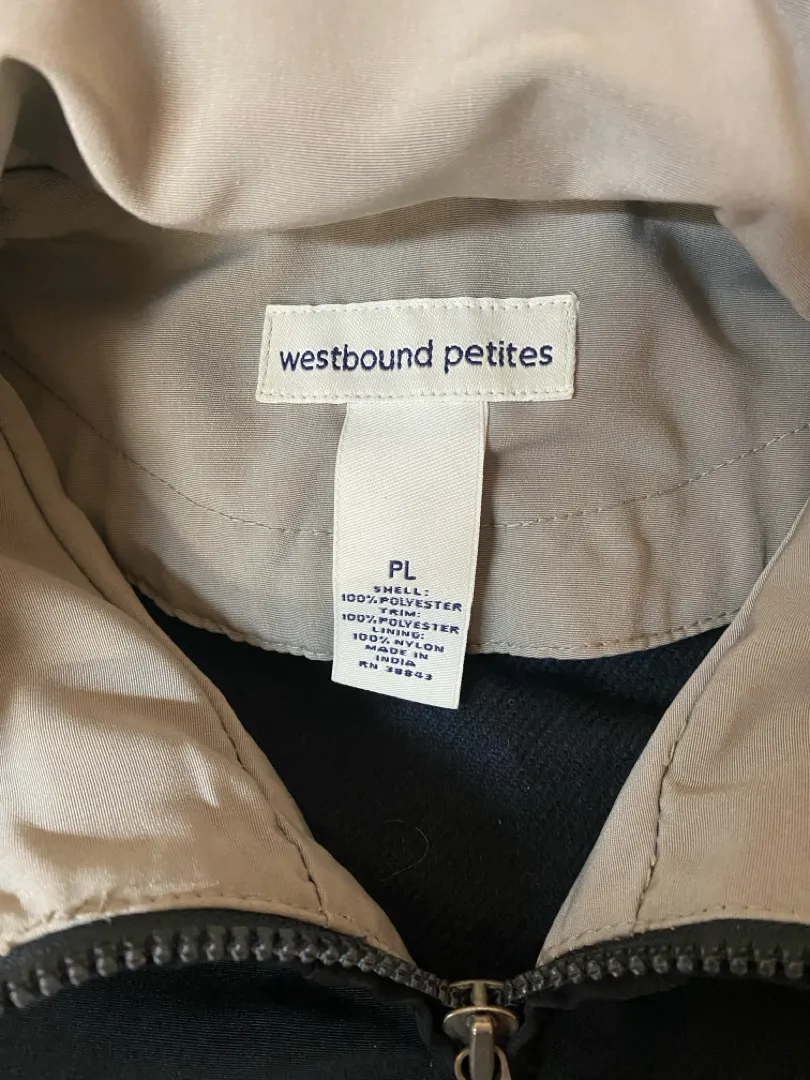 westbound petites
PL
SHELL:
100% POLYESTER
TRIM:
100% POLYESTER
LINING:
100% NYLON
MADE IN
INDIA
RN 38843